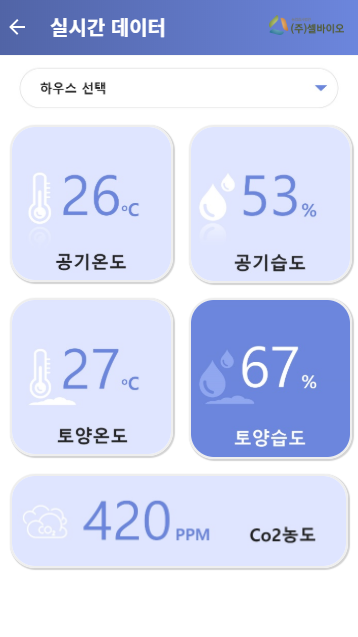 실시간 데이터
(주)셀바이오
하우스 선택
26°C
공기온도
53%
공기습도
27°C
토양온도
67%
토양습도
CO₂
420 PPM
Co2농도